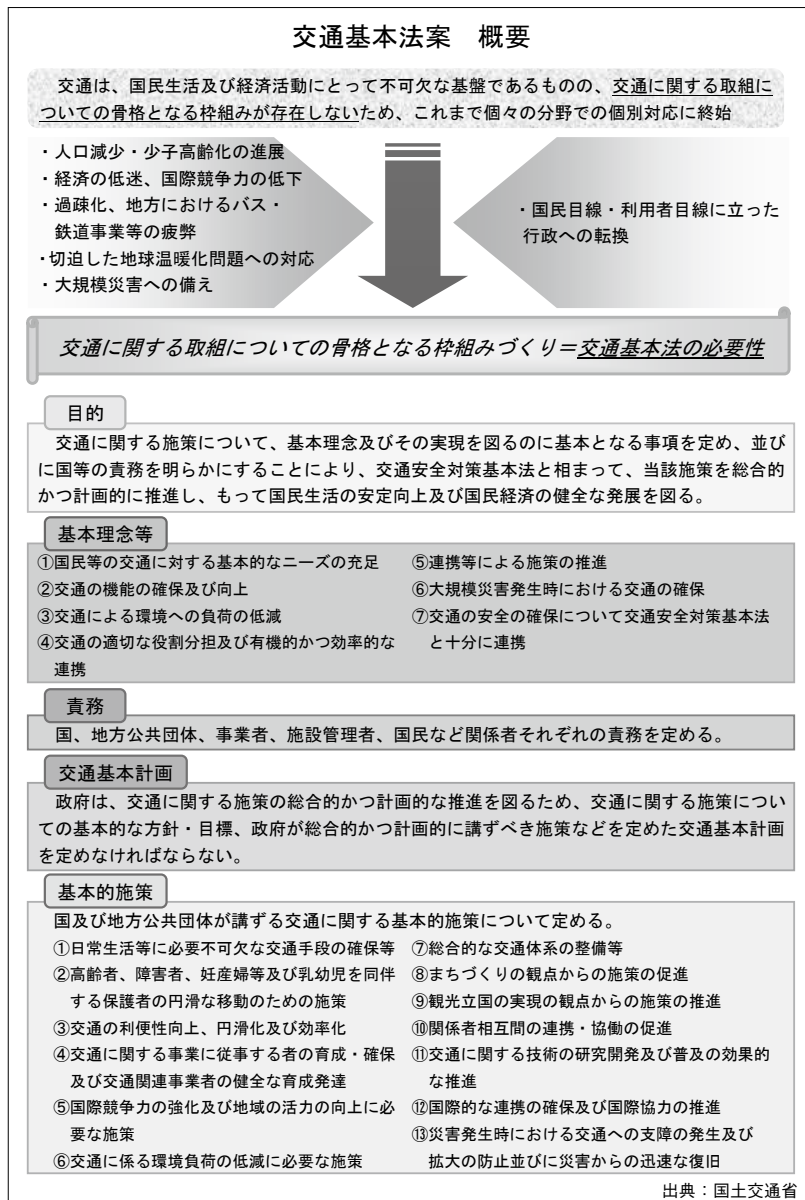 交通基本法案　概要
交通は、国民生活及び経済活動にとって不可欠な基盤であるものの、交通に関する取組に
ついての骨格となる枠組みが存在しないため、これまで個々の分野での個別対応に終始
・人口減少・少子高齢化の進展
・経済の低迷、国際競争力の低下
・過疎化、地方におけるバス・
鉄道事業等の疲弊
・切迫した地球温暖化問題への対応
・大規模災害への備え
・国民目線・利用者目線に立った
行政への転換
交通に関する取組についての骨格となる枠組みづくり＝交通基本法の必要性
目的
交通に関する施策について、基本理念及びその実現を図るのに基本となる事項を定め、並び
に国等の責務を明らかにすることにより、交通安全対策基本法と相まって、当該施策を総合的
かつ計画的に推進し、もって国民生活の安定向上及び国民経済の健全な発展を図る。
基本理念等
①国民等の交通に対する基本的なニーズの充足
②交通の機能の確保及び向上
③交通による環境への負荷の低減
④交通の適切な役割分担及び有機的かつ効率的な
連携
⑤連携等による施策の推進
⑥大規模災害発生時における交通の確保
⑦交通の安全の確保について交通安全対策基本法
と十分に連携
責務
国、地方公共団体、事業者、施設管理者、国民など関係者それぞれの責務を定める。
交通基本計画
政府は、交通に関する施策の総合的かつ計画的な推進を図るため、交通に関する施策につい
ての基本的な方針・目標、政府が総合的かつ計画的に講ずべき施策などを定めた交通基本計画
を定めなければならない。
基本的施策
国及び地方公共団体が講ずる交通に関する基本的施策について定める。
①日常生活等に必要不可欠な交通手段の確保等
②高齢者、障害者、妊産婦等及び乳幼児を同伴
する保護者の円滑な移動のための施策
③交通の利便性向上、円滑化及び効率化
④交通に関する事業に従事する者の育成・確保
及び交通関連事業者の健全な育成発達
⑤国際競争力の強化及び地域の活力の向上に必
要な施策
⑥交通に係る環境負荷の低減に必要な施策
⑦総合的な交通体系の整備等
⑧まちづくりの観点からの施策の促進
⑨観光立国の実現の観点からの施策の推進
⑩関係者相互間の連携・協働の促進
⑪交通に関する技術の研究開発及び普及の効果的
な推進
⑫国際的な連携の確保及び国際協力の推進
⑬災害発生時における交通への支障の発生及び
拡大の防止並びに災害からの迅速な復旧
出典：国土交通省